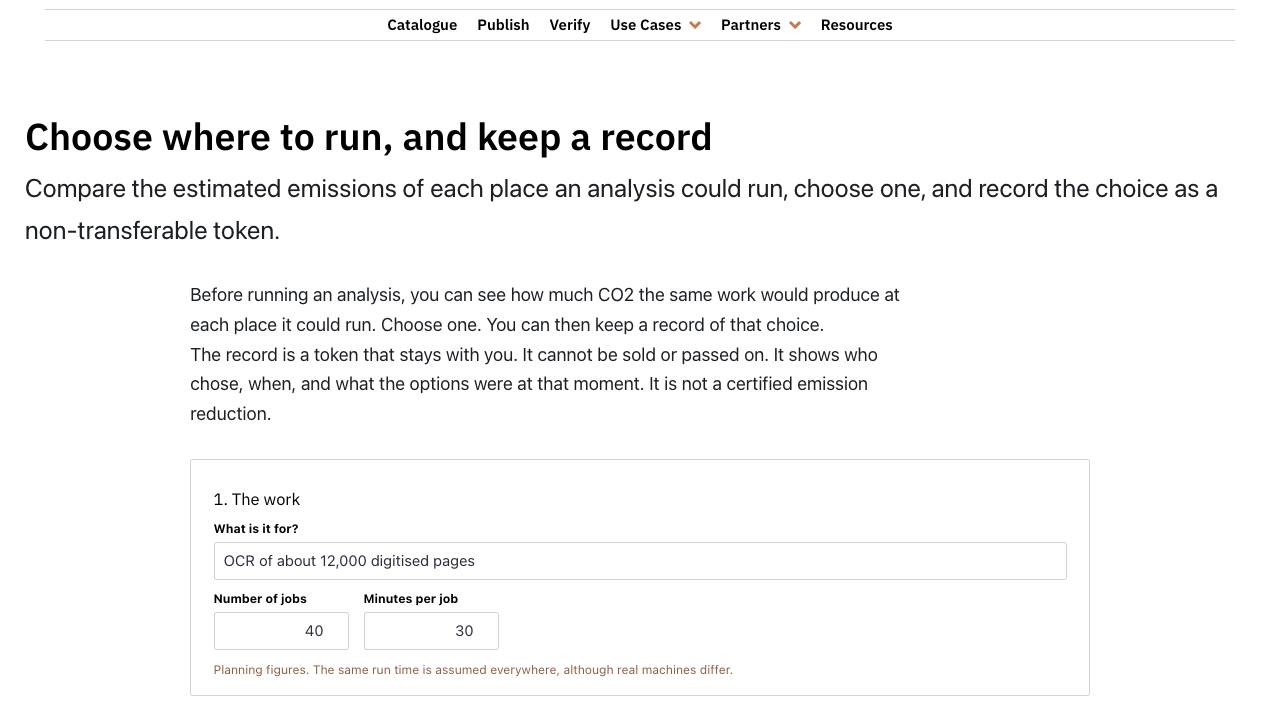 Catalogue Publish Verify Use Cases Partners Resources
Choose where to run, and keep a record
Compare the estimated emissions of each place an analysis could run, choose one, and record the choice as a
non-transferable token.
Before running an analysis, you can see how much CO2 the same work would produce at
each place it could run. Choose one. You can then keep a record of that choice.
The record is a token that stays with you. It cannot be sold or passed on. It shows who
chose, when, and what the options were at that moment. It is not a certified emission
reduction.
1. The work
What is it for?
OCR of about 12,000 digitised pages
Number of jobs Minutes per job
40 30
Planning figures. The same run time is assumed everywhere, although real machines differ.